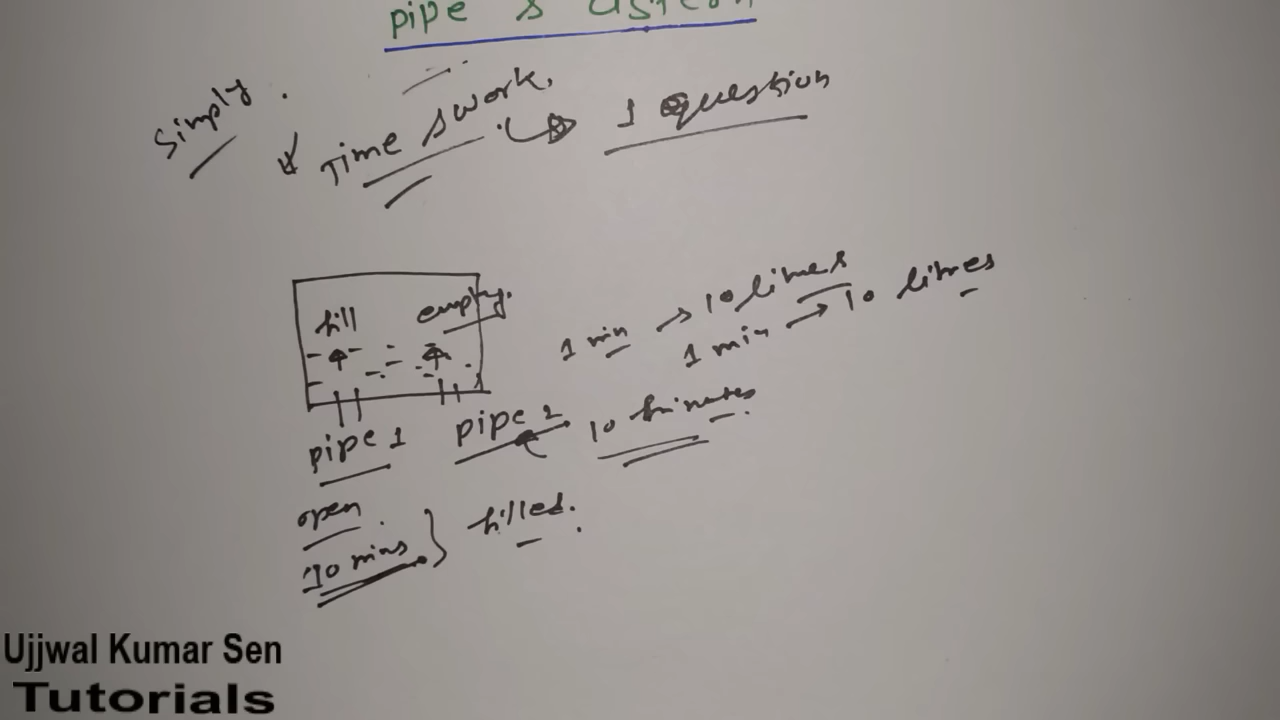 pipe & cistern
Simply.
Time & work.
1 question
fill empty.
1 min → 10 litres
1 min → 10 litres
pipe 1 pipe 2 10 minutes
open
10 mins } filled.
Ujjwal Kumar Sen
Tutorials